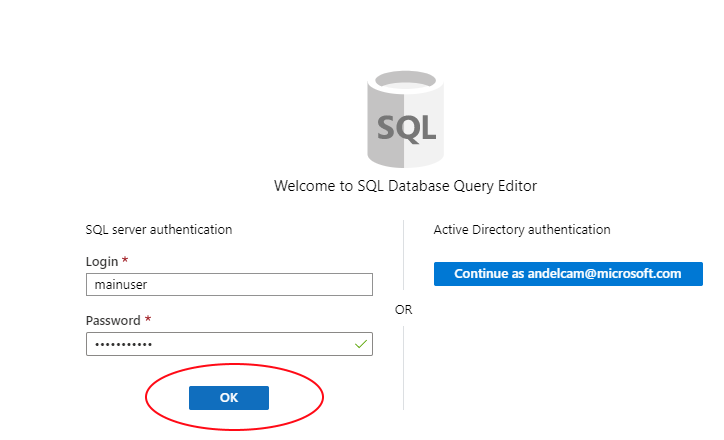 SQL
Welcome to SQL Database Query Editor
SQL server authentication
Login *
mainuser
Password *
•••••••••••
OK
OR
Active Directory authentication
Continue as andelcam@microsoft.com